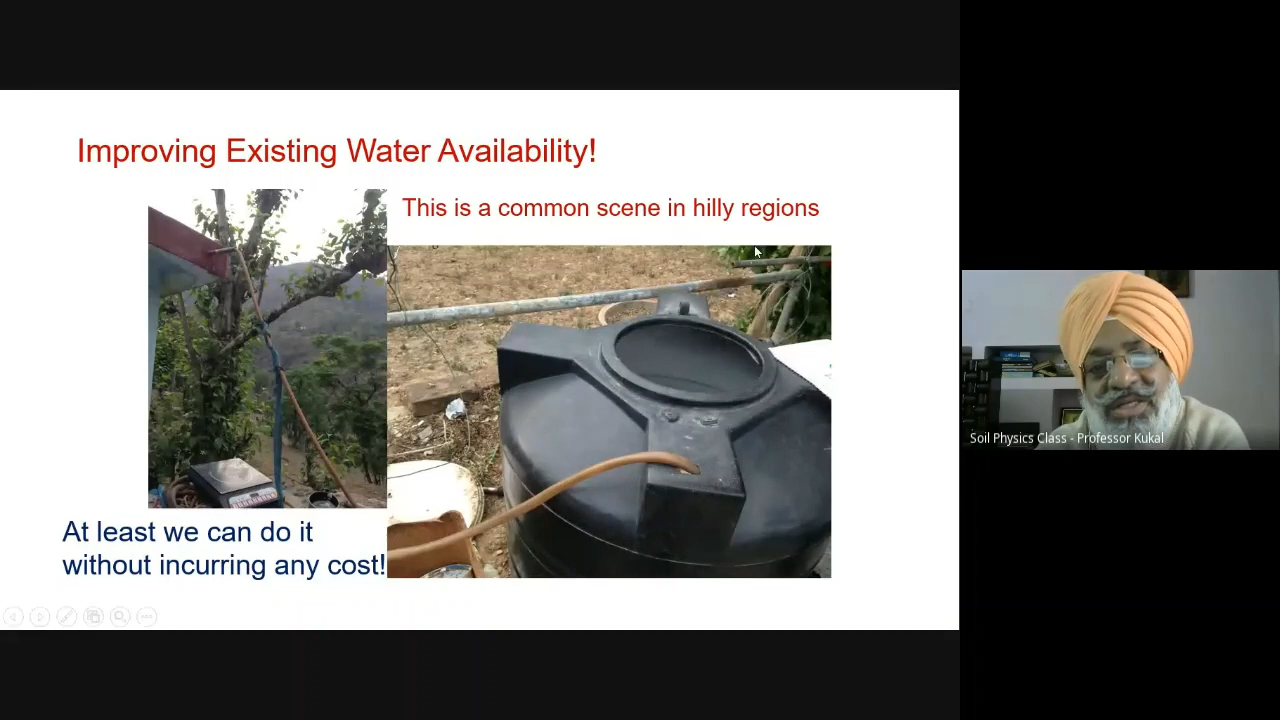 Improving Existing Water Availability!
This is a common scene in hilly regions
At least we can do it
without incurring any cost!
Soil Physics Class - Professor Kukal